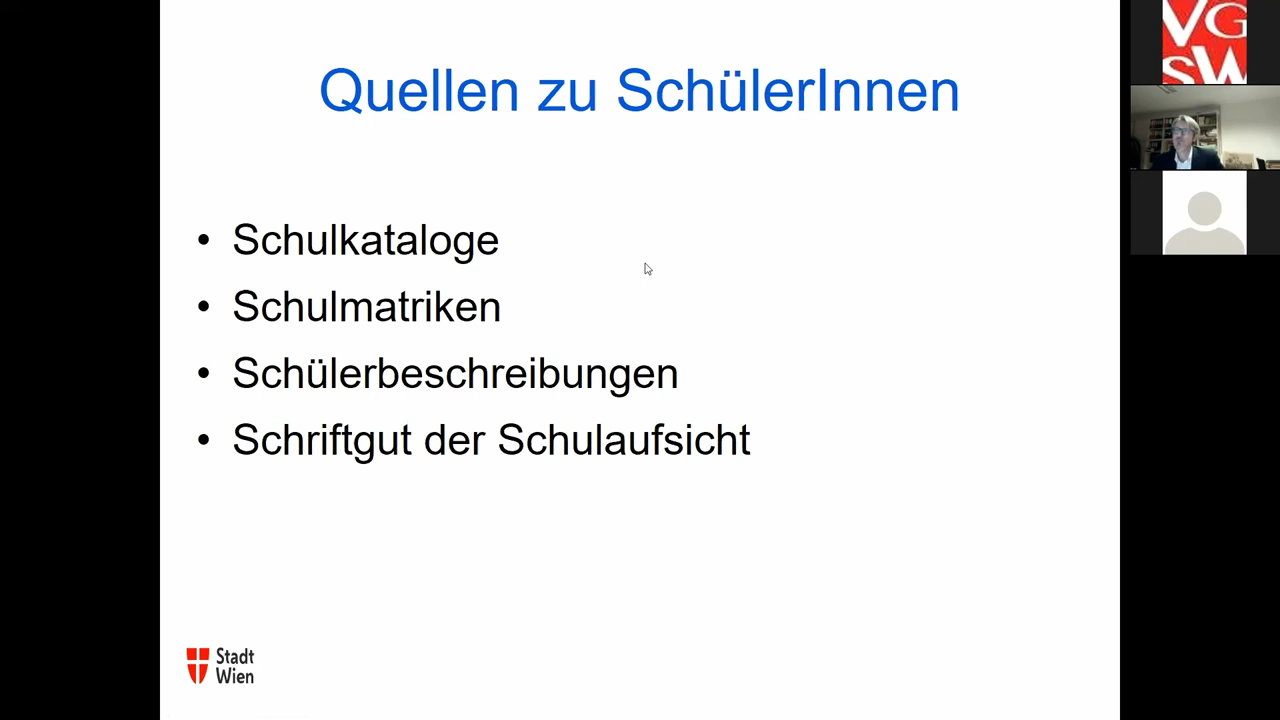 Quellen zu SchülerInnen
• Schulkataloge
• Schulmatriken
• Schülerbeschreibungen
• Schriftgut der Schulaufsicht
Stadt
Wien
VG
SW